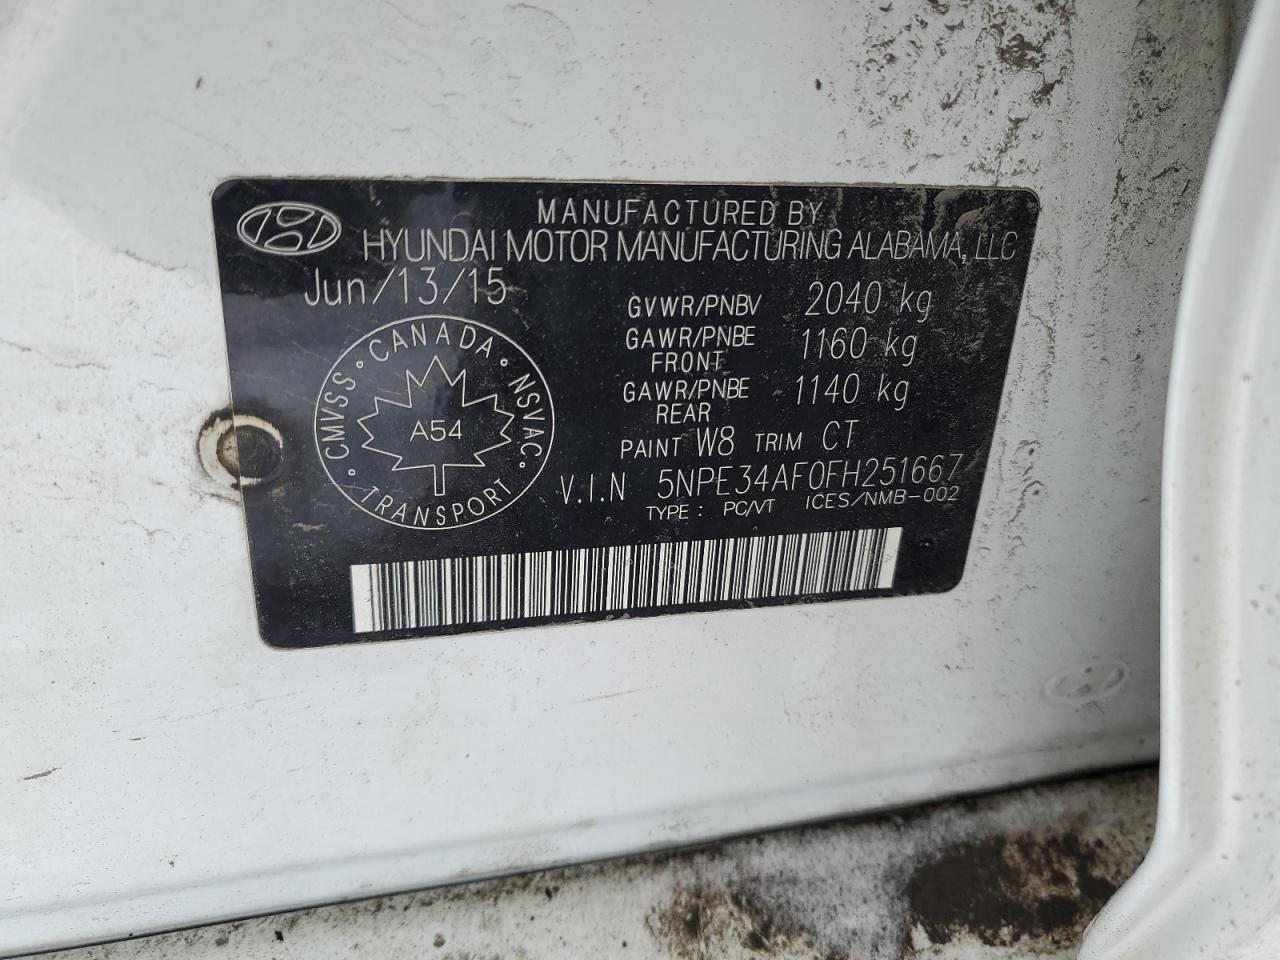 MANUFACTURED BY
HYUNDAI MOTOR MANUFACTURING ALABAMA, LLC
Jun/13/15
GVWR/PNBV 2040 kg
GAWR/PNBE FRONT 1160 kg
GAWR/PNBE REAR 1140 kg
PAINT W8 TRIM CT
V.I.N 5NPE34AF0FH251667
TYPE: PC/VT ICES/NMB-002
CANADA
CMVSS
NSVAC
A54
TRANSPORT